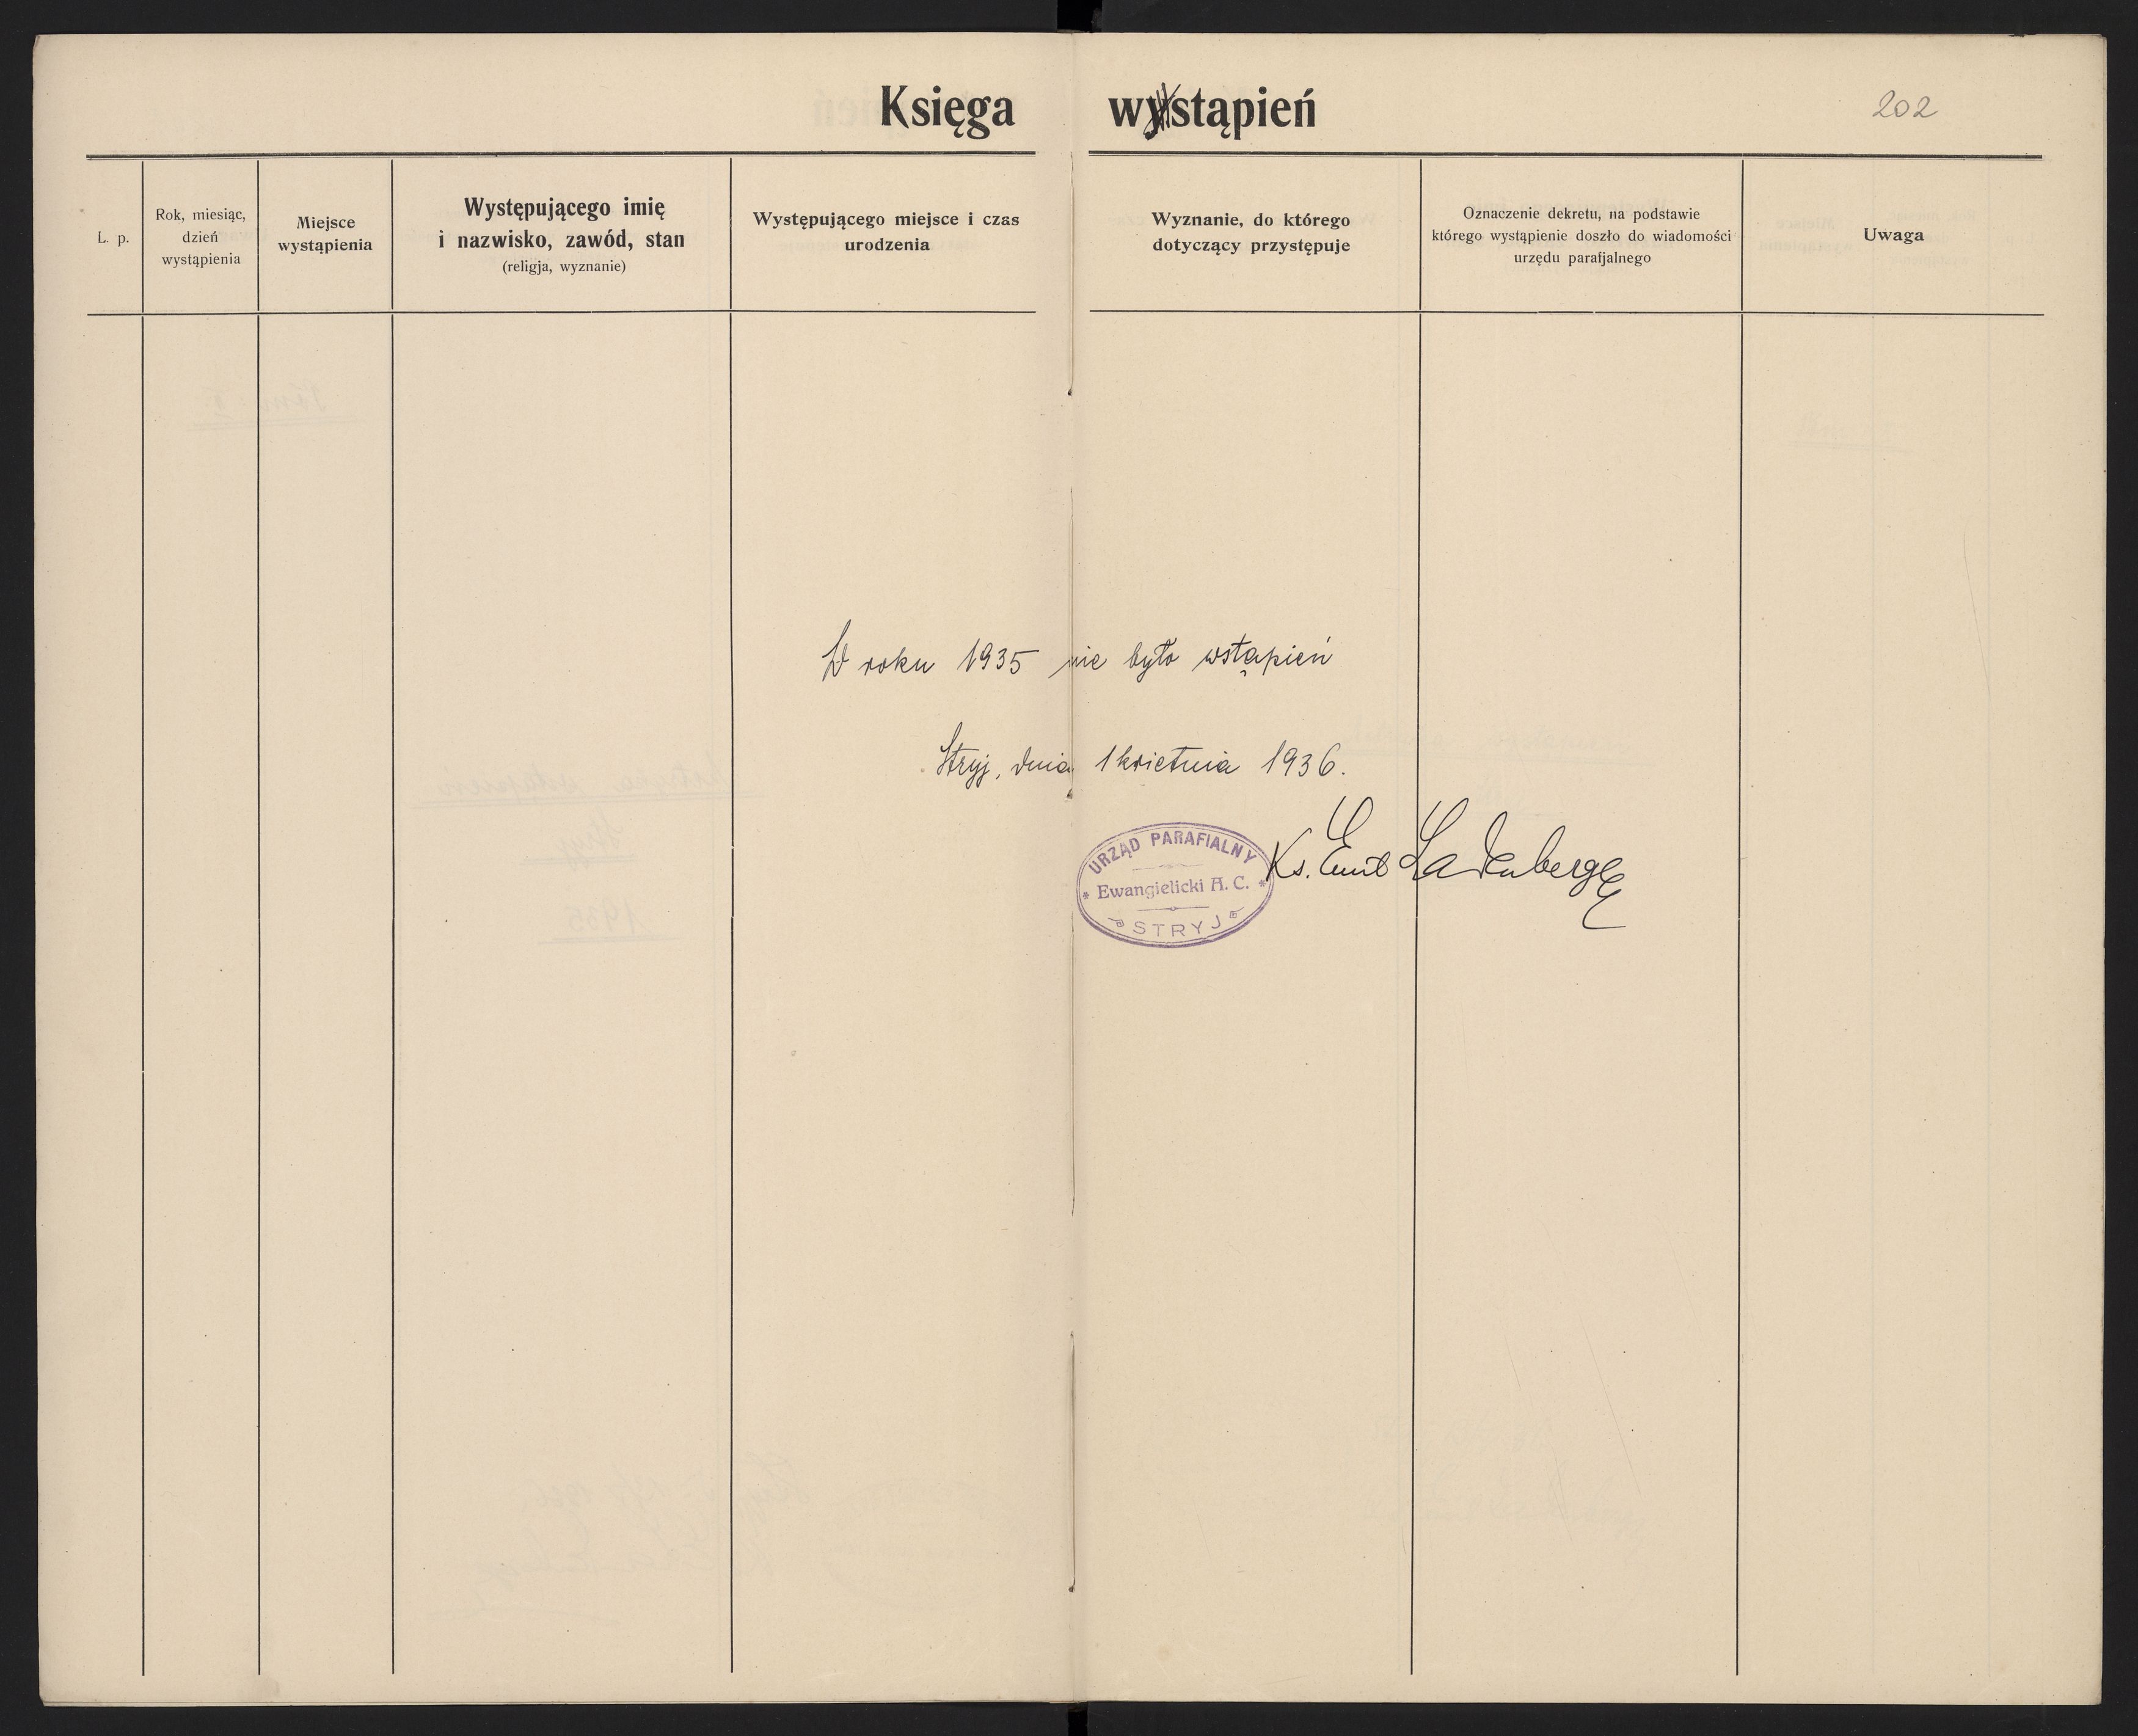 Księga wystąpień
202
L. p.
Rok, miesiąc,
dzień
wystąpienia
Miejsce
wystąpienia
Występującego imię
i nazwisko, zawód, stan
(religja, wyznanie)
Występującego miejsce i czas
urodzenia
Wyznanie, do którego
dotyczący przystępuje
Oznaczenie dekretu, na podstawie
którego wystąpienie doszło do wiadomości
urzędu parafjalnego
Uwaga
W roku 1935 nie było wstąpień
Stryj, dnia 1 kwietnia 1936.
Ks. Emil Ladenberger
URZĄD PARAFIALNY
* Ewangielicki A. C. *
STRYJ